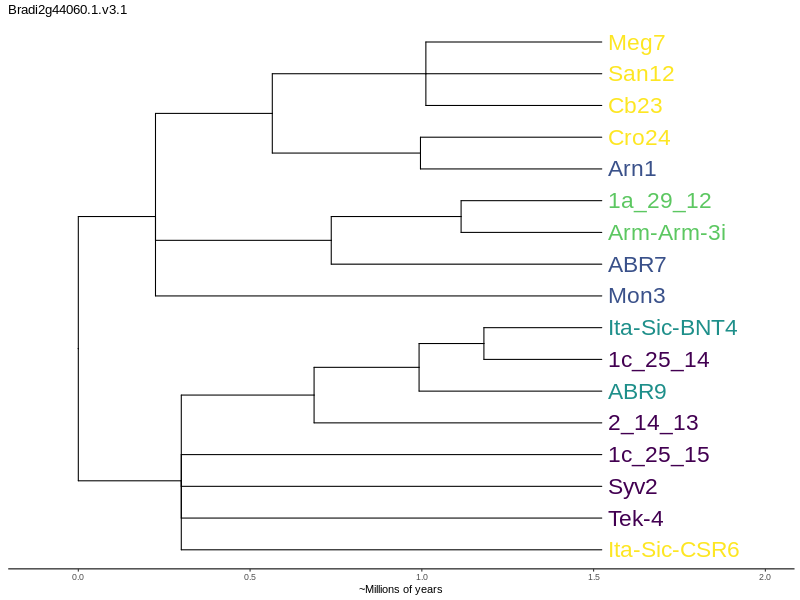 Bradi2g44060.1.v3.1
Meg7
San12
Cb23
Cro24
Arn1
1a_29_12
Arm-Arm-3i
ABR7
Mon3
Ita-Sic-BNT4
1c_25_14
ABR9
2_14_13
1c_25_15
Syv2
Tek-4
Ita-Sic-CSR6
0.0 0.5 1.0 1.5 2.0
~Millions of years